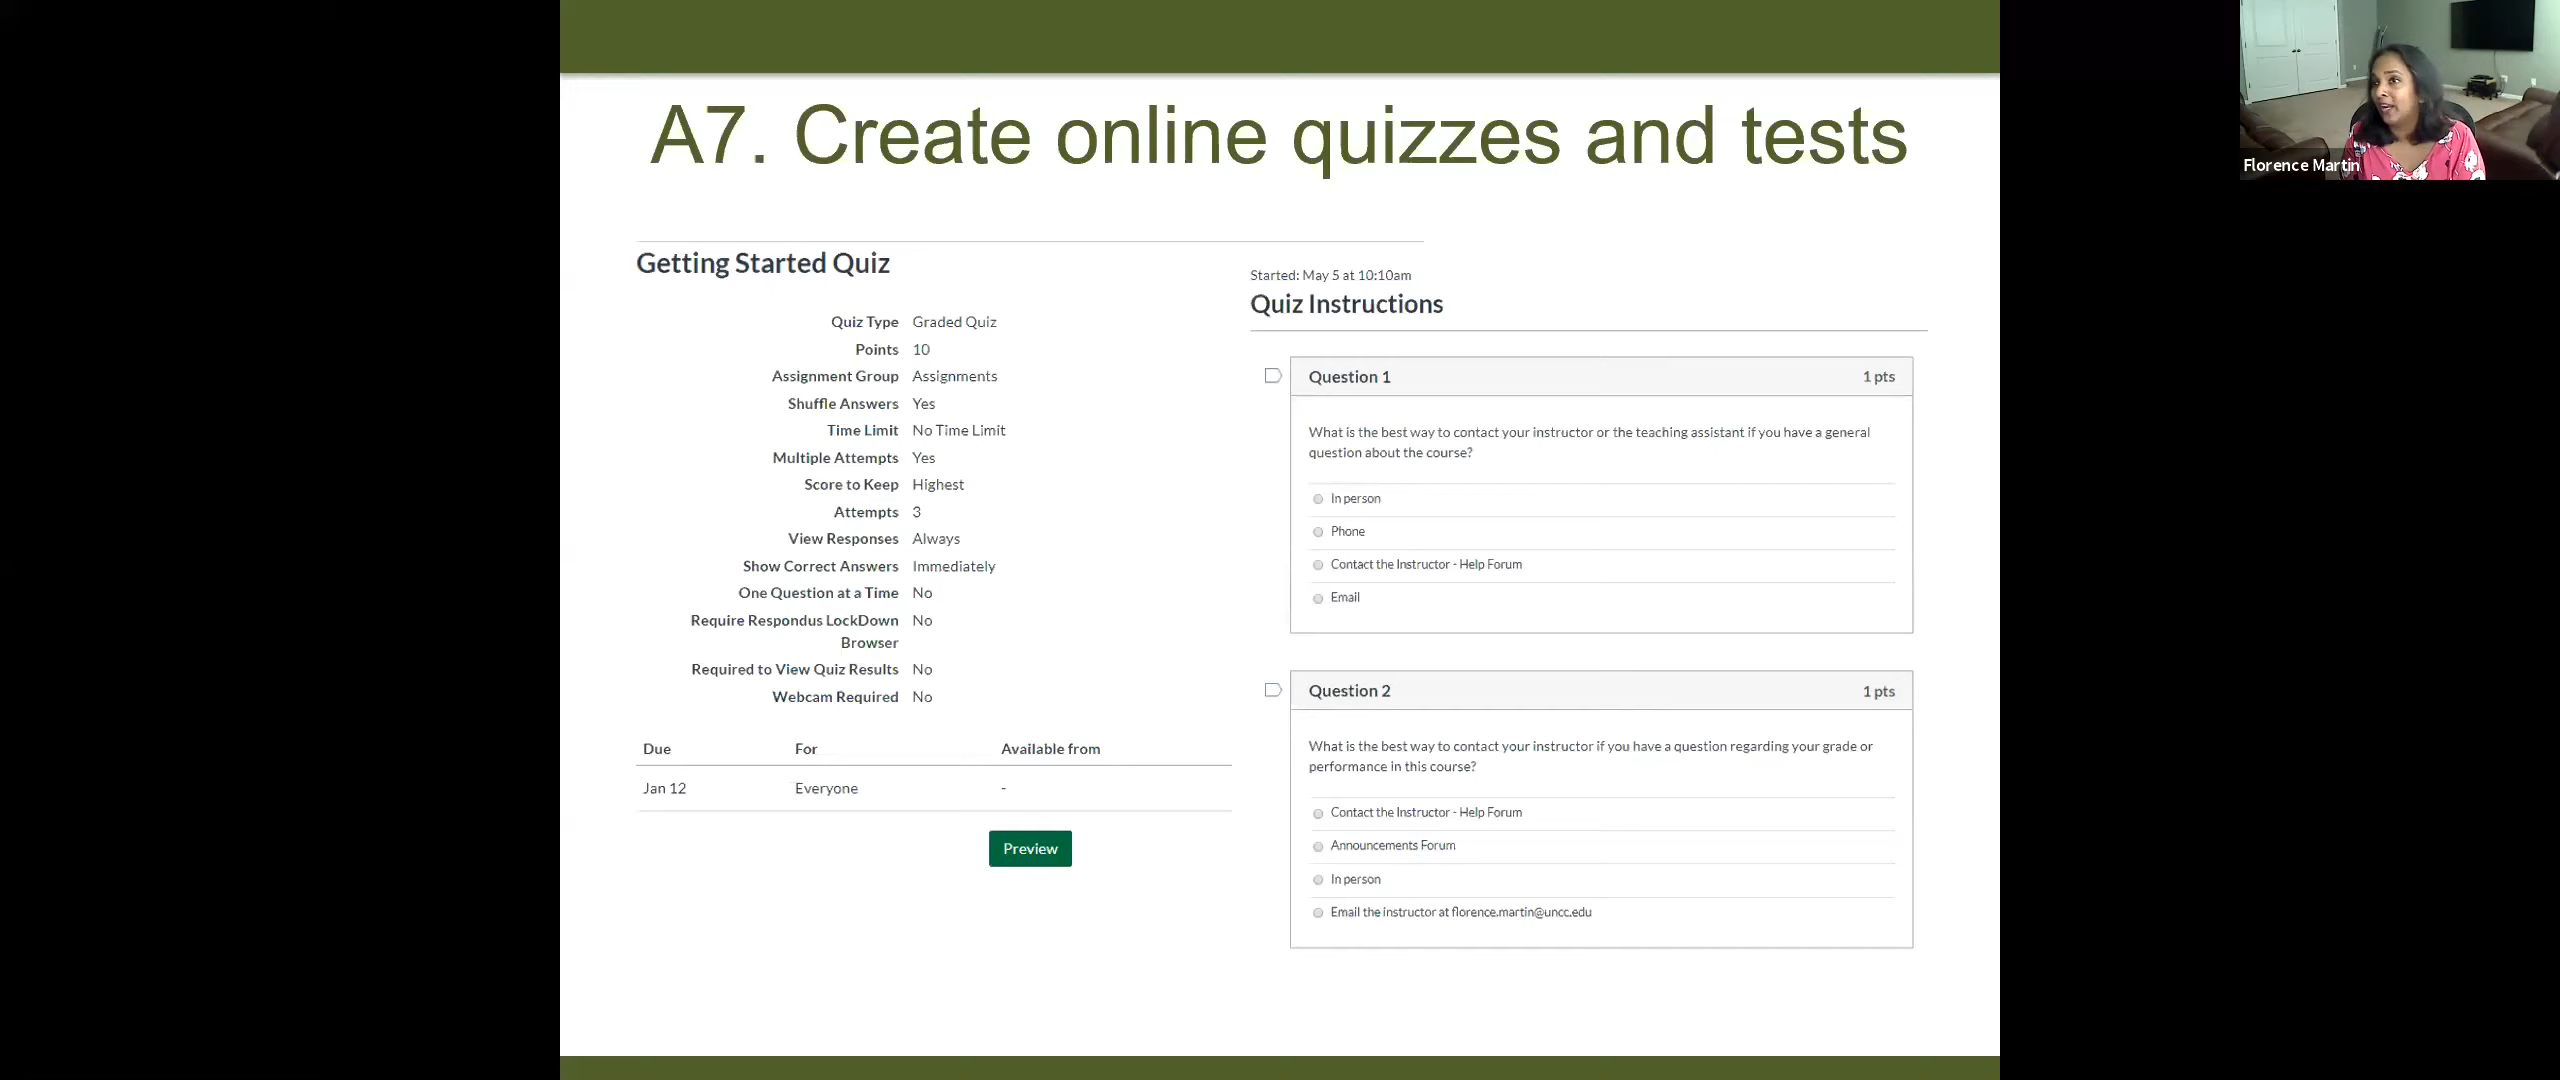 A7. Create online quizzes and tests
Florence Martin
Getting Started Quiz
Quiz Type Graded Quiz
Points 10
Assignment Group Assignments
Shuffle Answers Yes
Time Limit No Time Limit
Multiple Attempts Yes
Score to Keep Highest
Attempts 3
View Responses Always
Show Correct Answers Immediately
One Question at a Time No
Require Respondus LockDown No
Browser
Required to View Quiz Results No
Webcam Required No
Due For Available from
Jan 12 Everyone -
Preview
Started: May 5 at 10:10am
Quiz Instructions
Question 1 1 pts
What is the best way to contact your instructor or the teaching assistant if you have a general
question about the course?
In person
Phone
Contact the Instructor - Help Forum
Email
Question 2 1 pts
What is the best way to contact your instructor if you have a question regarding your grade or
performance in this course?
Contact the Instructor - Help Forum
Announcements Forum
In person
Email the instructor at florence.martin@uncc.edu